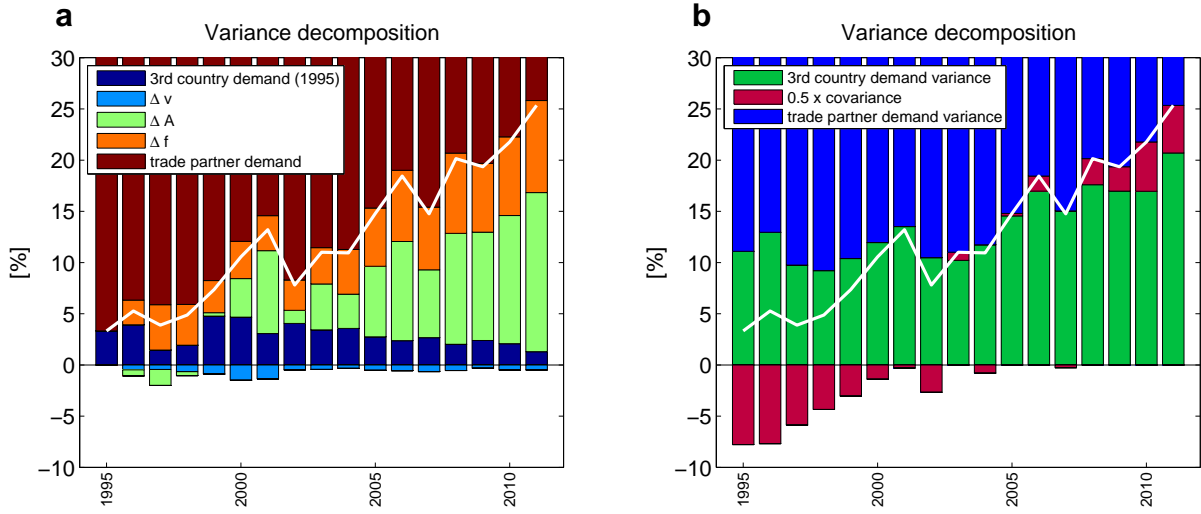 a
Variance decomposition
30
25
20
15
10
5
0
−5
−10
[%]
3rd country demand (1995)
Δ v
Δ A
Δ f
trade partner demand
1995
2000
2005
2010
b
Variance decomposition
30
25
20
15
10
5
0
−5
−10
[%]
3rd country demand variance
0.5 x covariance
trade partner demand variance
1995
2000
2005
2010